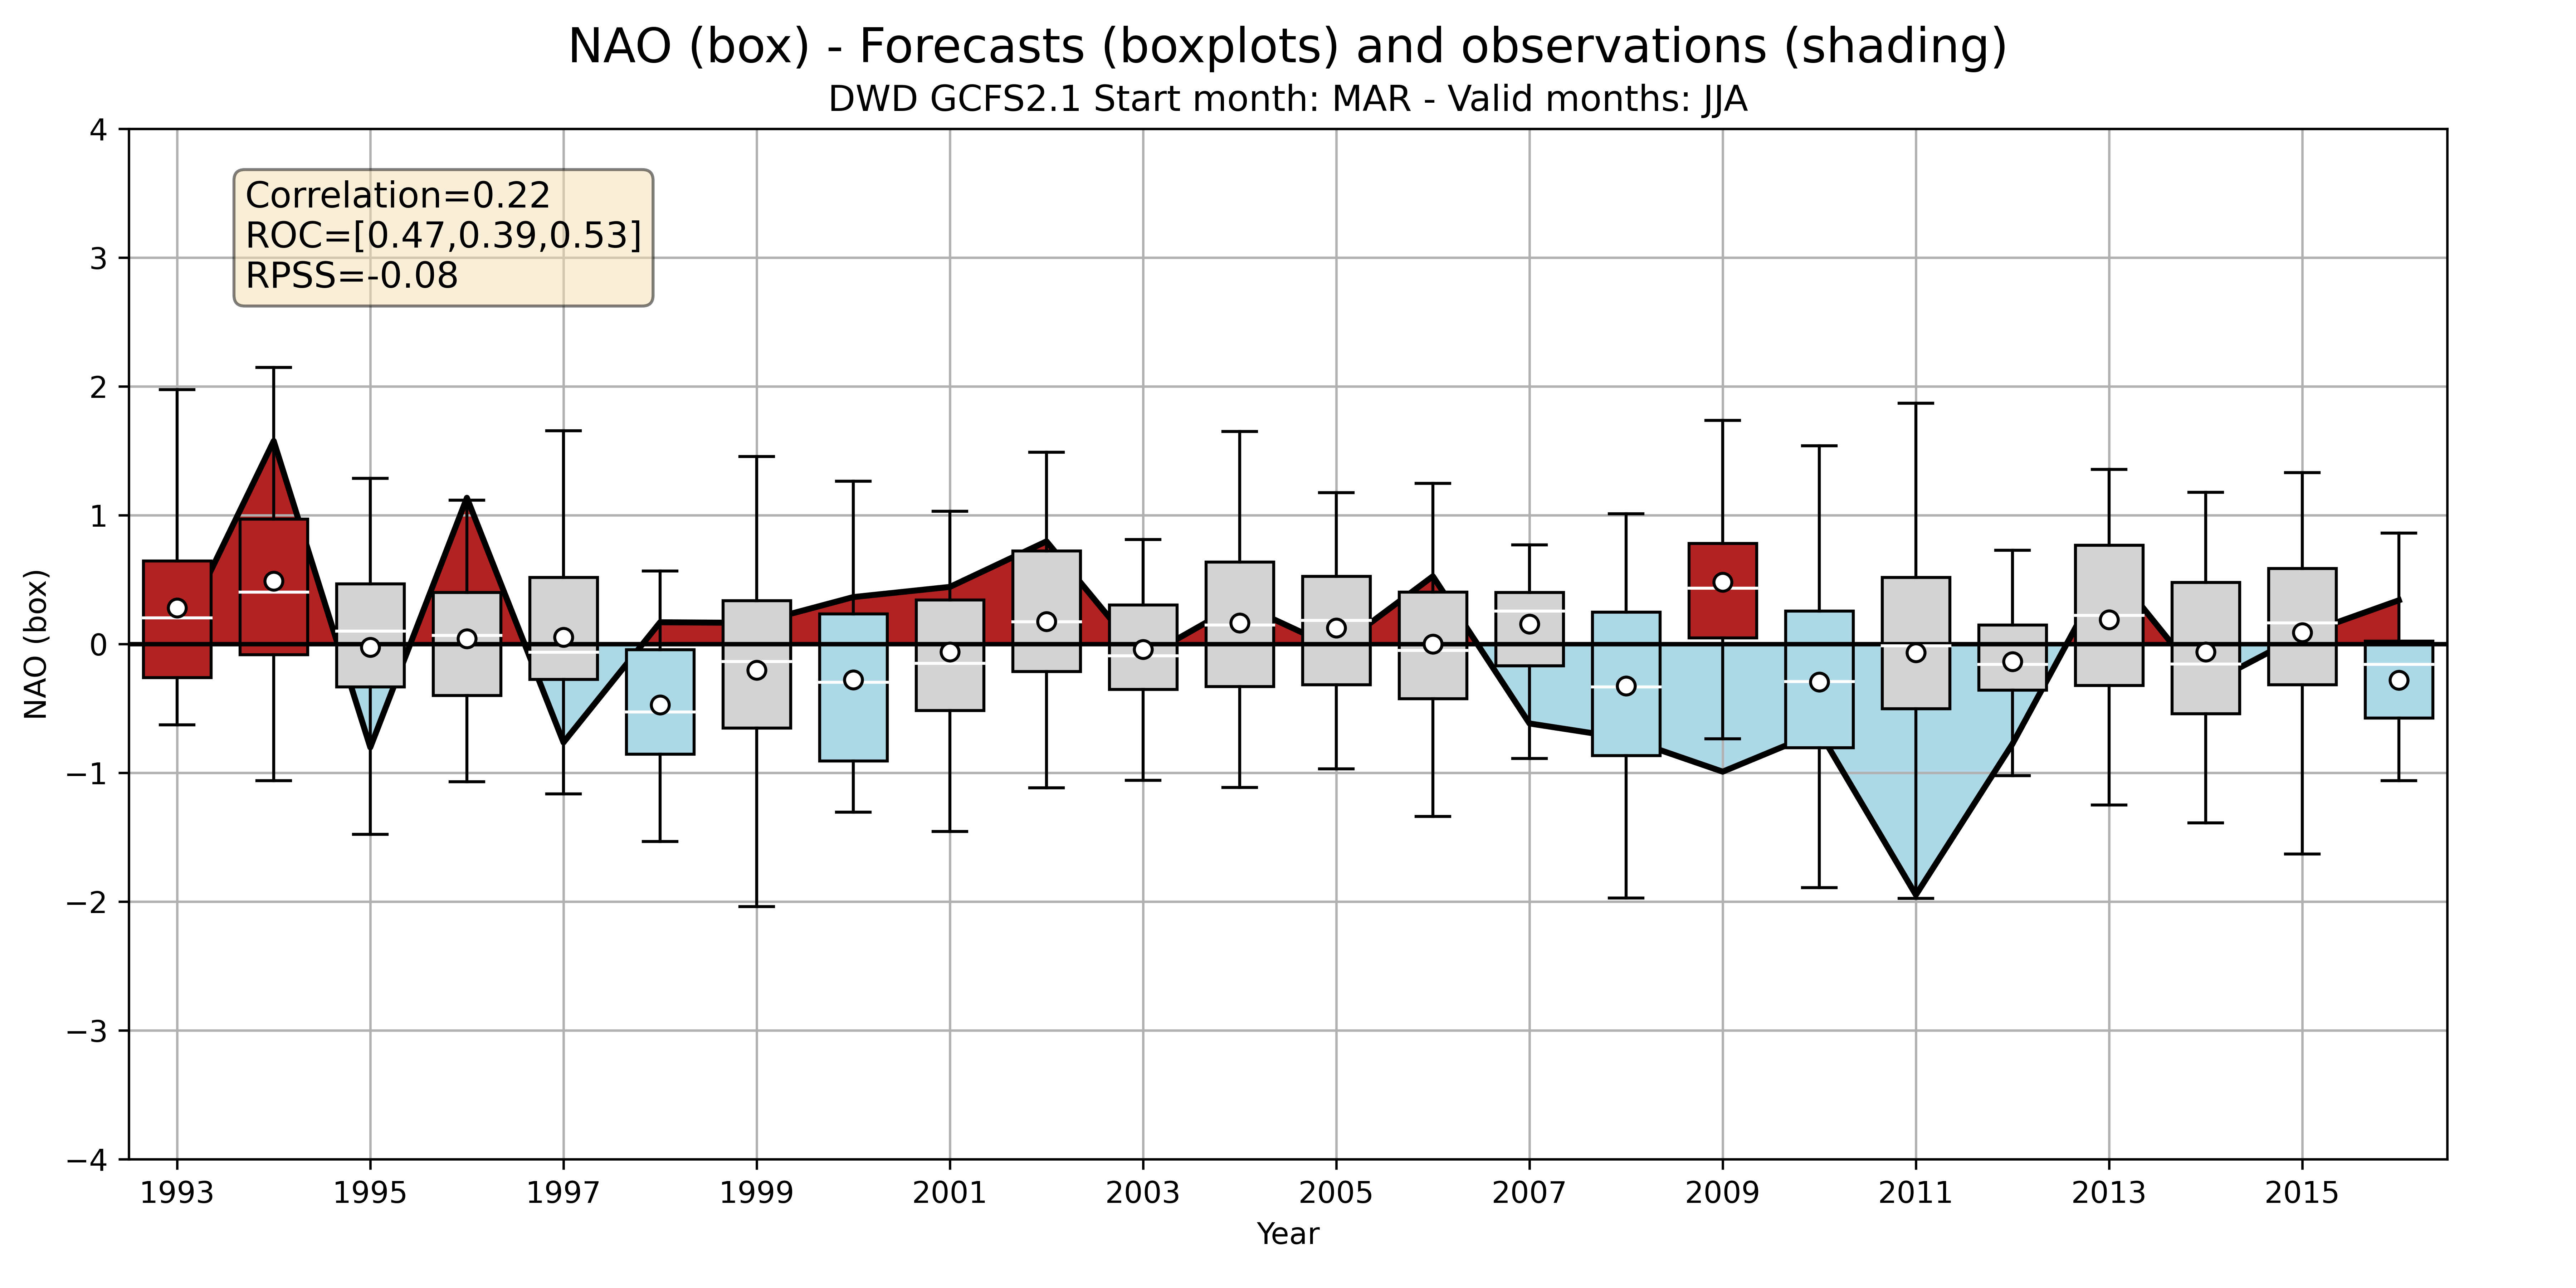 NAO (box) - Forecasts (boxplots) and observations (shading)
DWD GCFS2.1 Start month: MAR - Valid months: JJA
Correlation=0.22
ROC=[0.47,0.39,0.53]
RPSS=-0.08
NAO (box)
4
3
2
1
0
−1
−2
−3
−4
1993 1995 1997 1999 2001 2003 2005 2007 2009 2011 2013 2015
Year